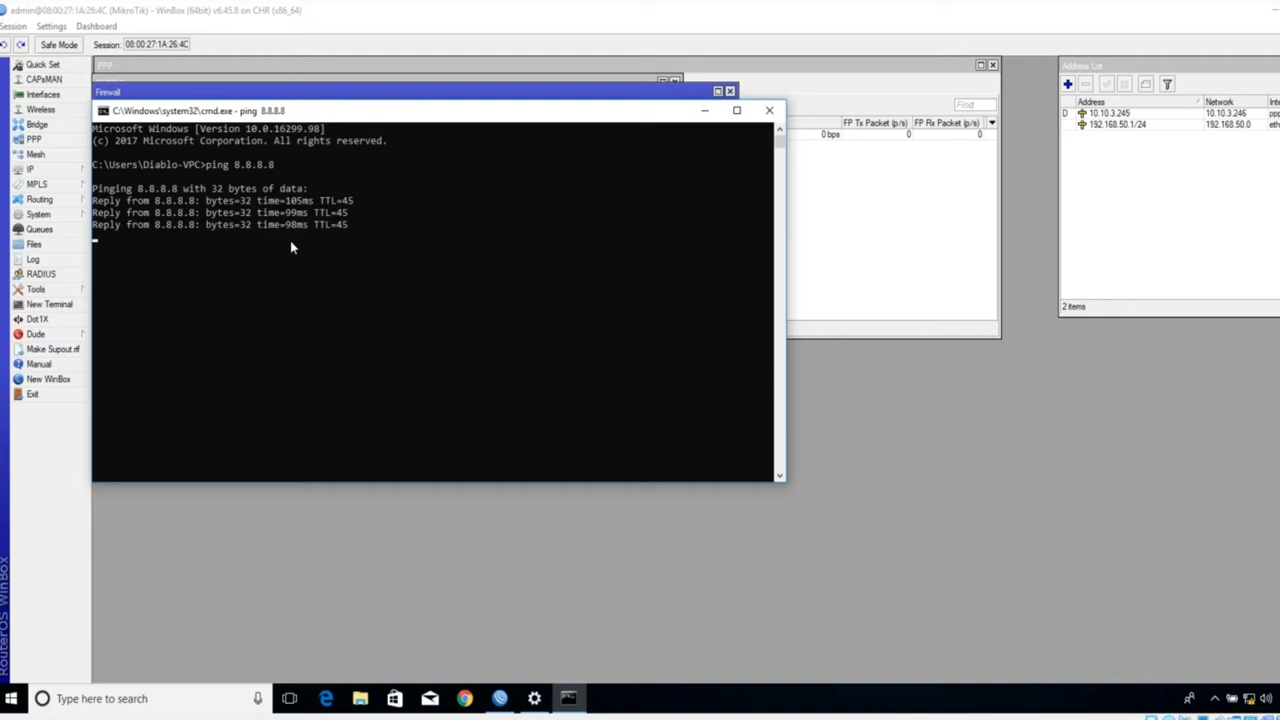 admin@08:00:27:1A:26:4C (MikroTik) - WinBox (64bit) v6.45.8 on CHR (x86_64)
Session Settings Dashboard
Safe Mode Session: 08:00:27:1A:26:4C
Quick Set
CAPsMAN
Interfaces
Wireless
Bridge
PPP
Mesh
IP
MPLS
Routing
System
Queues
Files
Log
RADIUS
Tools
New Terminal
Dot1X
Dude
Make Supout.rif
Manual
New WinBox
Exit
RouterOS WinBox
PPP
Firewall
C:\Windows\system32\cmd.exe - ping 8.8.8.8
Microsoft Windows [Version 10.0.16299.98]
(c) 2017 Microsoft Corporation. All rights reserved.
C:\Users\Diablo-VPC>ping 8.8.8.8
Pinging 8.8.8.8 with 32 bytes of data:
Reply from 8.8.8.8: bytes=32 time=105ms TTL=45
Reply from 8.8.8.8: bytes=32 time=99ms TTL=45
Reply from 8.8.8.8: bytes=32 time=98ms TTL=45
Find
FP Tx Packet (p/s) FP Rx Packet (p/s)
0 bps 0 0
Address List
Address Network
D 10.10.3.245 10.10.3.246
192.168.50.1/24 192.168.50.0
2 items
Type here to search